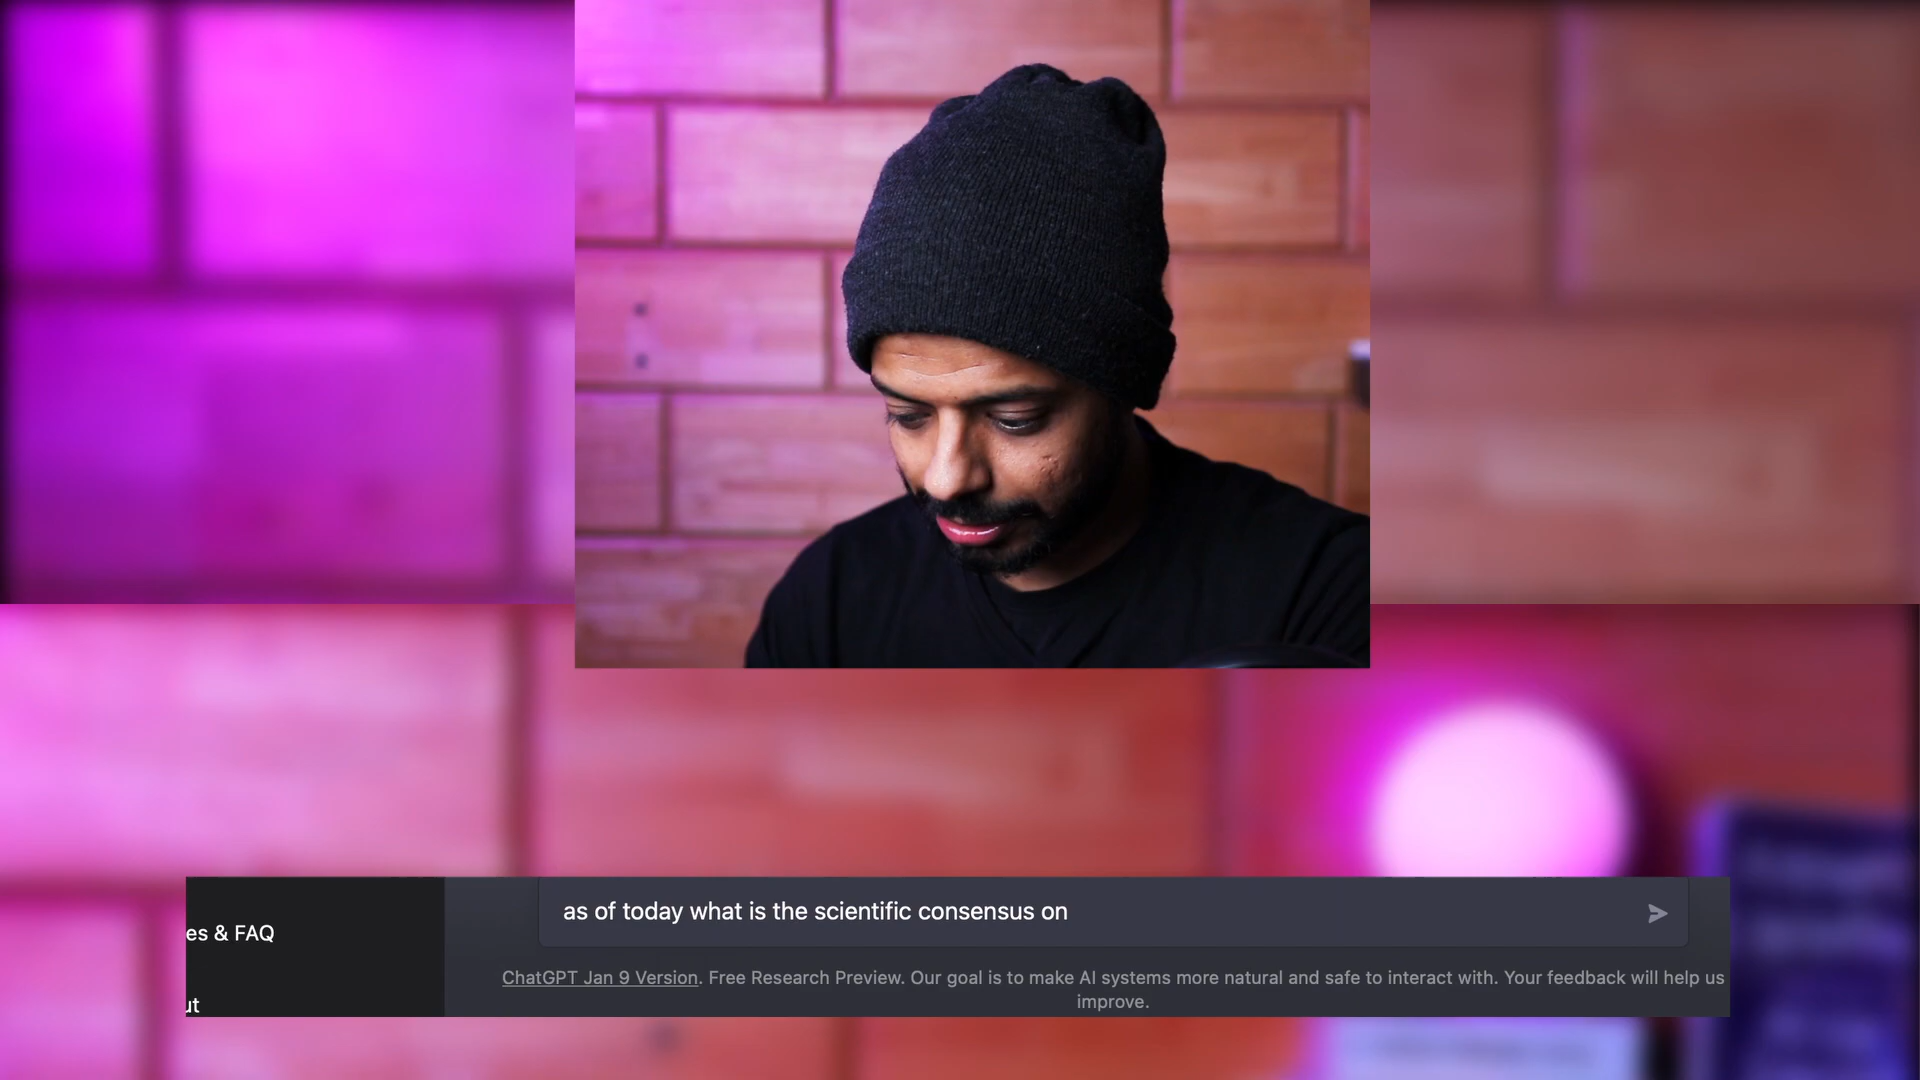 as of today what is the scientific consensus on
es & FAQ
ChatGPT Jan 9 Version. Free Research Preview. Our goal is to make AI systems more natural and safe to interact with. Your feedback will help us
improve.
ut